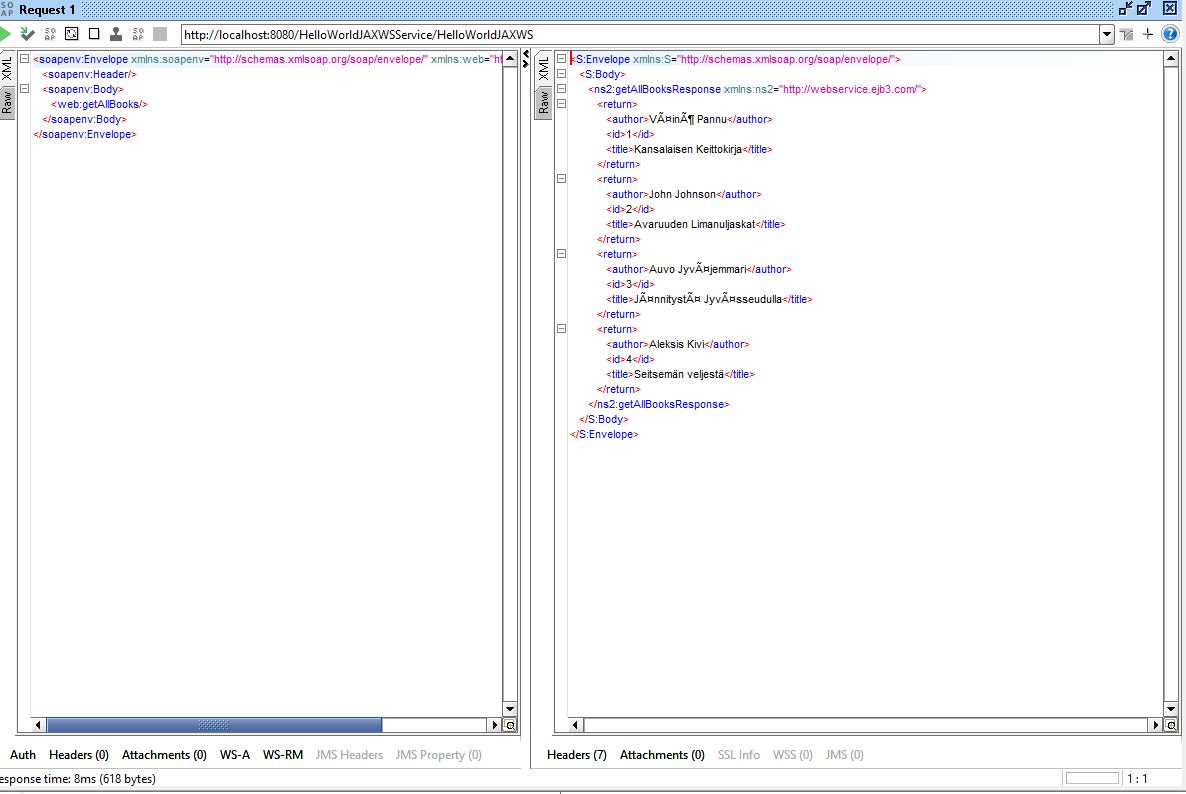 SO
AP
Request 1
http://localhost:8080/HelloWorldJAXWSService/HelloWorldJAXWS
XML
Raw
<soapenv:Envelope xmlns:soapenv="http://schemas.xmlsoap.org/soap/envelope/" xmlns:web="ht
<soapenv:Header/>
<soapenv:Body>
<web:getAllBooks/>
</soapenv:Body>
</soapenv:Envelope>
XML
Raw
<S:Envelope xmlns:S="http://schemas.xmlsoap.org/soap/envelope/">
<S:Body>
<ns2:getAllBooksResponse xmlns:ns2="http://webservice.ejb3.com/">
<return>
<author>VÃ¤inÃ¶ Pannu</author>
<id>1</id>
<title>Kansalaisen Keittokirja</title>
</return>
<return>
<author>John Johnson</author>
<id>2</id>
<title>Avaruuden Limanuljaskat</title>
</return>
<return>
<author>Auvo JyvÃ¤jemmari</author>
<id>3</id>
<title>JÃ¤nnitystÃ¤ JyvÃ¤sseudulla</title>
</return>
<return>
<author>Aleksis Kivi</author>
<id>4</id>
<title>Seitsemän veljestä</title>
</return>
</ns2:getAllBooksResponse>
</S:Body>
</S:Envelope>
Auth Headers (0) Attachments (0) WS-A WS-RM JMS Headers JMS Property (0)
Headers (7) Attachments (0) SSL Info WSS (0) JMS (0)
esponse time: 8ms (618 bytes)
1 : 1